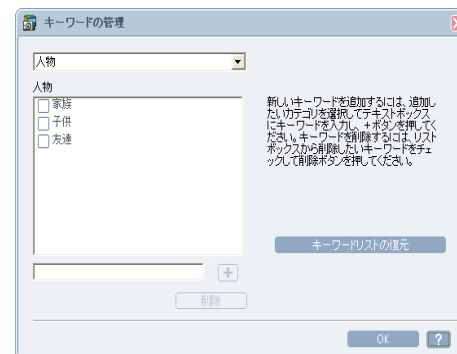 キーワードの管理
人物
人物
家族
子供
友達
新しいキーワードを追加するには、追加し
たいカテゴリを選択してテキストボックス
にキーワードを入力し、+ボタンを押してく
ださい。キーワードを削除するには、リスト
ボックスから削除したいキーワードをチェ
ックして削除ボタンを押してください。
キーワードリストの復元
+
削除
OK
?